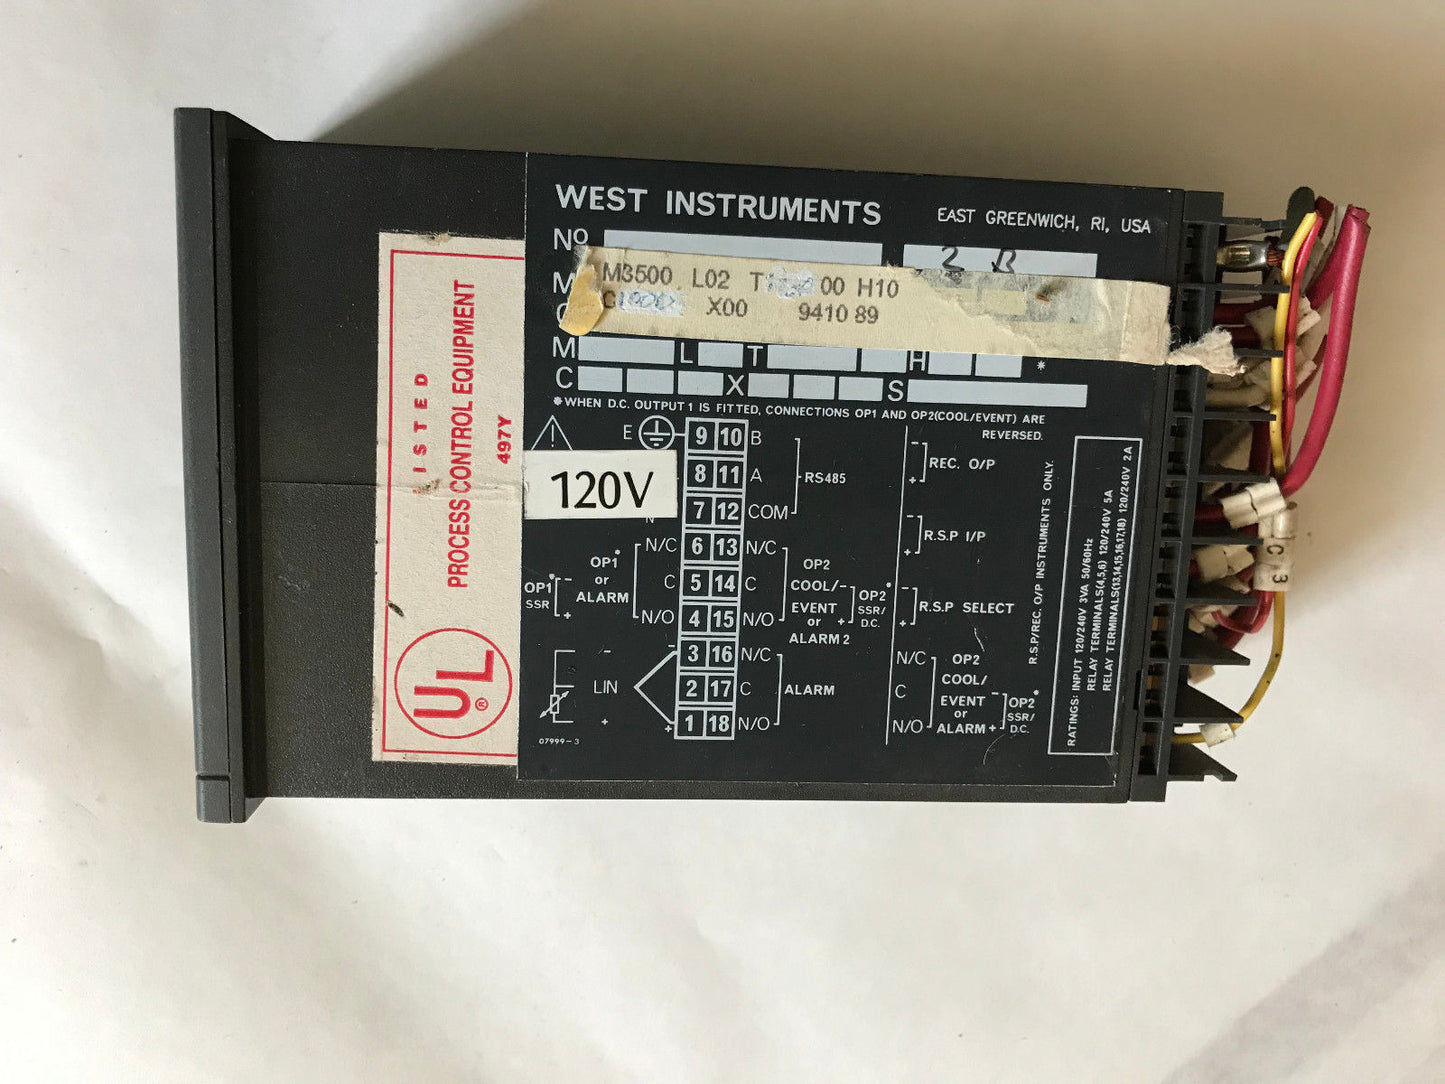 WEST INSTRUMENTS
EAST GREENWICH, RI, USA
Nº
2 B
M
M3500 L02 00 H10
X00 9410 89
M L T H *
C X S
*WHEN D.C. OUTPUT 1 IS FITTED, CONNECTIONS OP1 AND OP2(COOL/EVENT) ARE
REVERSED.
E 9 10 B
8 11 A
RS485
120V
N 7 12 COM
N/C 6 13 N/C
C 5 14 C
N/O 4 15 N/O
3 16 N/C
2 17 C
1 18 N/O
OP1*
or
ALARM
OP1*
SSR
- +
OP2
COOL/
EVENT
or
ALARM 2
- +
OP2*
SSR/
D.C.
ALARM
LIN
- +
- +
07999-3
- +
REC. O/P
- +
R.S.P I/P
- +
R.S.P SELECT
N/C
C
N/O
OP2
COOL/
EVENT
or
ALARM
- +
OP2*
SSR/
D.C.
R.S.P/REC. O/P INSTRUMENTS ONLY.
RATINGS: INPUT 120/240V 3VA 50/60Hz
RELAY TERMINALS(4,5,6) 120/240V 5A
RELAY TERMINALS(13,14,15,16,17,18) 120/240V 2A
ISTED
PROCESS CONTROL EQUIPMENT
497Y
UL
®
C 3